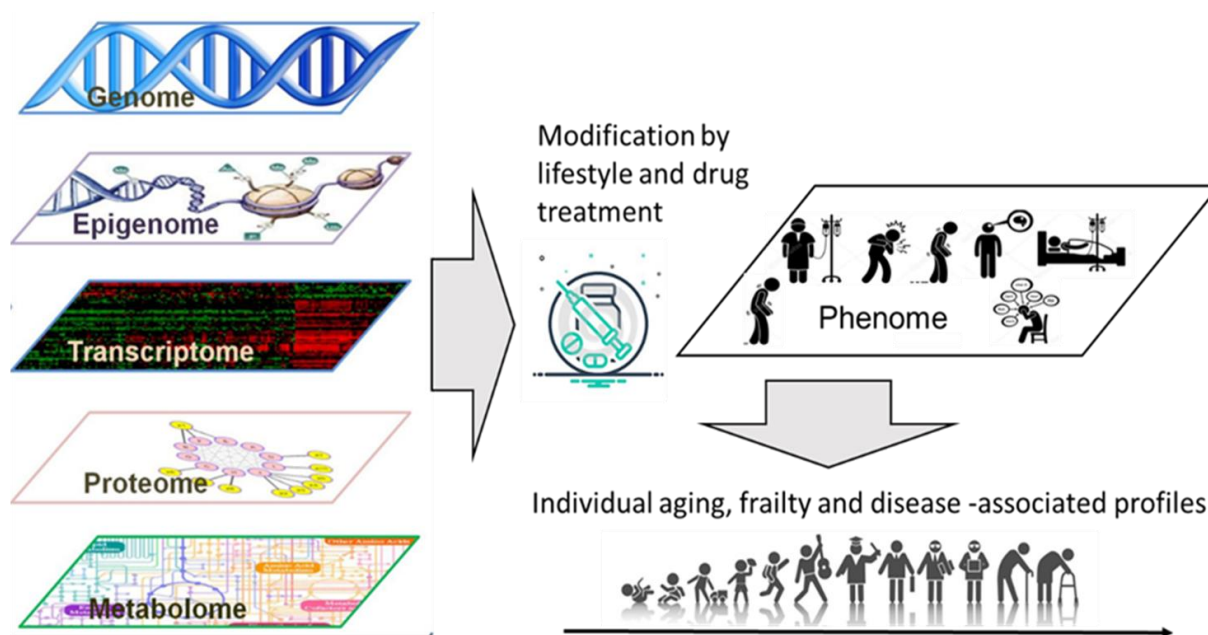 Genome
Epigenome
Transcriptome
Proteome
Metabolome
Modification by
lifestyle and drug
treatment
Phenome
Individual aging, frailty and disease -associated profiles